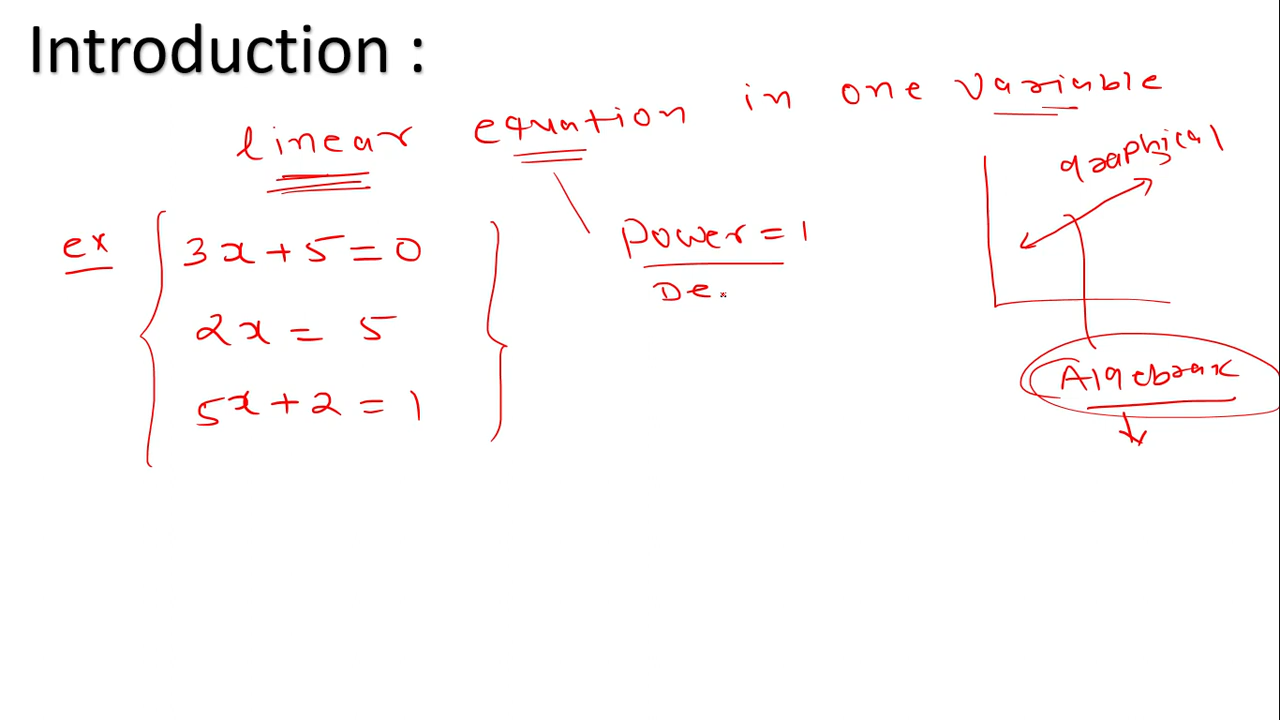 Introduction :
linear equation in one variable
graphical
ex 3x+5=0
Power = 1
De.
2x = 5
Algebraic
5x+2 = 1